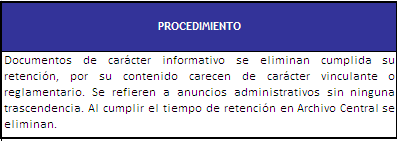 PROCEDIMIENTO
Documentos de carácter informativo se eliminan cumplida su
retención, por su contenido carecen de carácter vinculante o
reglamentario. Se refieren a anuncios administrativos sin ninguna
trascendencia. Al cumplir el tiempo de retención en Archivo Central se
eliminan.